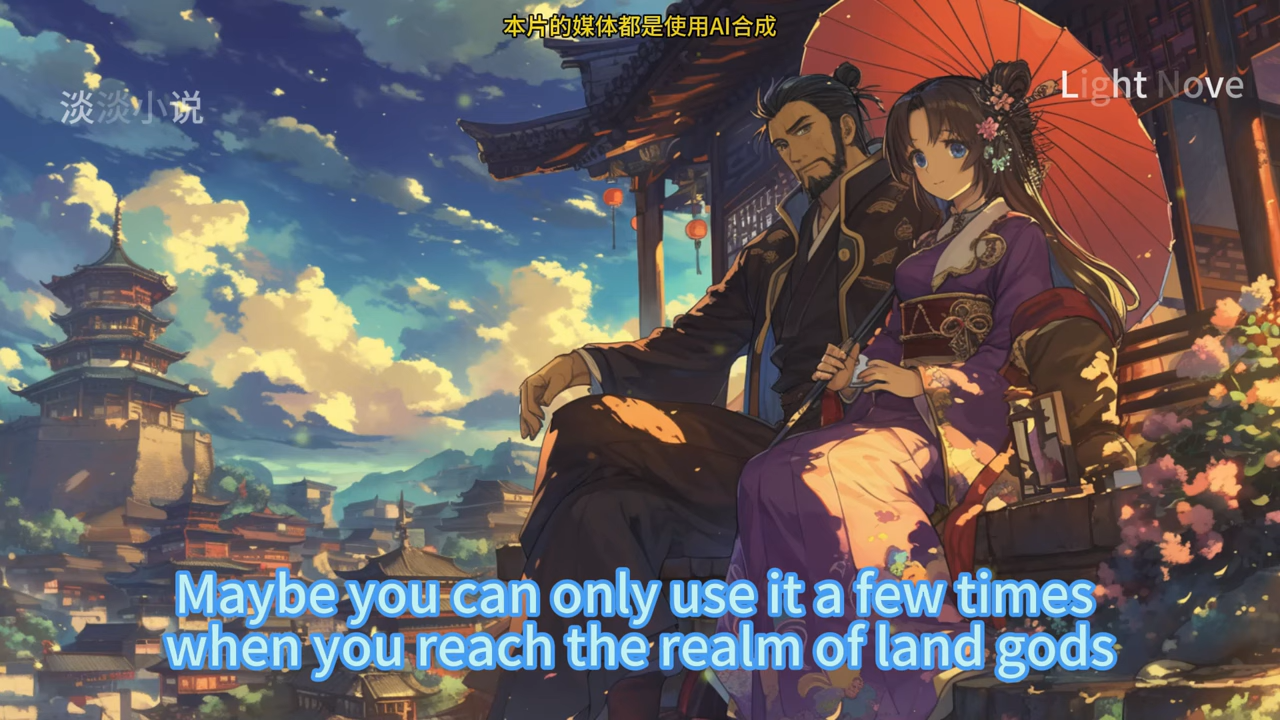 本片的媒体都是使用AI合成
淡淡小说
Light Nove
Maybe you can only use it a few times
when you reach the realm of land gods